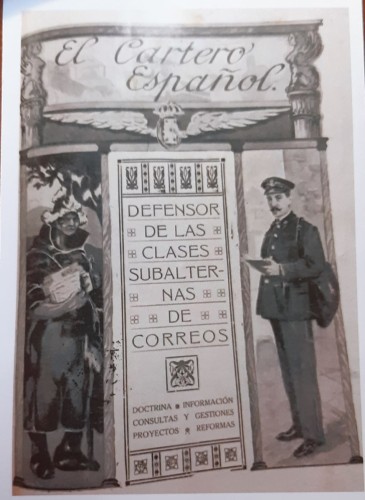 El Cartero
Español.
DEFENSOR
DE LAS
CLASES
SUBALTER-
NAS
DE
CORREOS
DOCTRINA INFORMACIÓN
CONSULTAS Y GESTIONES
PROYECTOS REFORMAS